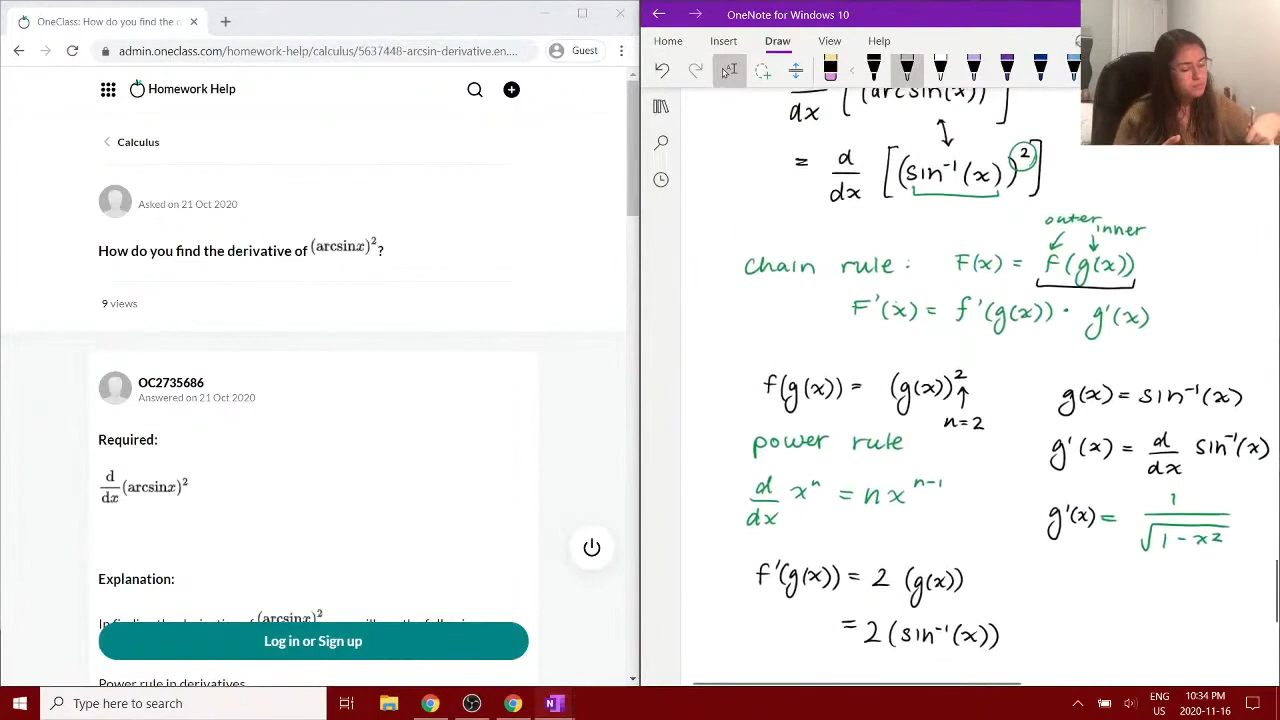 OneClass: How do you find the d
admin.oneclass.com/homework-help/calculus/5637448-arcsin-derivative.en....
Guest
Homework Help
Calculus
Asked on 21 Oct 2020
How do you find the derivative of (arcsinx)²?
9 views
OC2735686
Answered on 21 Oct 2020
Required:
d/dx (arcsinx)²
Explanation:
Log in or Sign up
Power rule in derivatives
OneNote for Windows 10
Home Insert Draw View Help
d/dx [(arcsin(x))]
= d/dx [(sin⁻¹(x))²]
outer inner
chain rule: F(x) = f(g(x))
F'(x) = f'(g(x)) · g'(x)
f(g(x)) = (g(x))²
n=2
power rule
d/dx xⁿ = nxⁿ⁻¹
f'(g(x)) = 2 (g(x))
= 2(sin⁻¹(x))
g(x) = sin⁻¹(x)
g'(x) = d/dx sin⁻¹(x)
g'(x) = 1/√(1-x²)
Type here to search
ENG
US
10:34 PM
2020-11-16